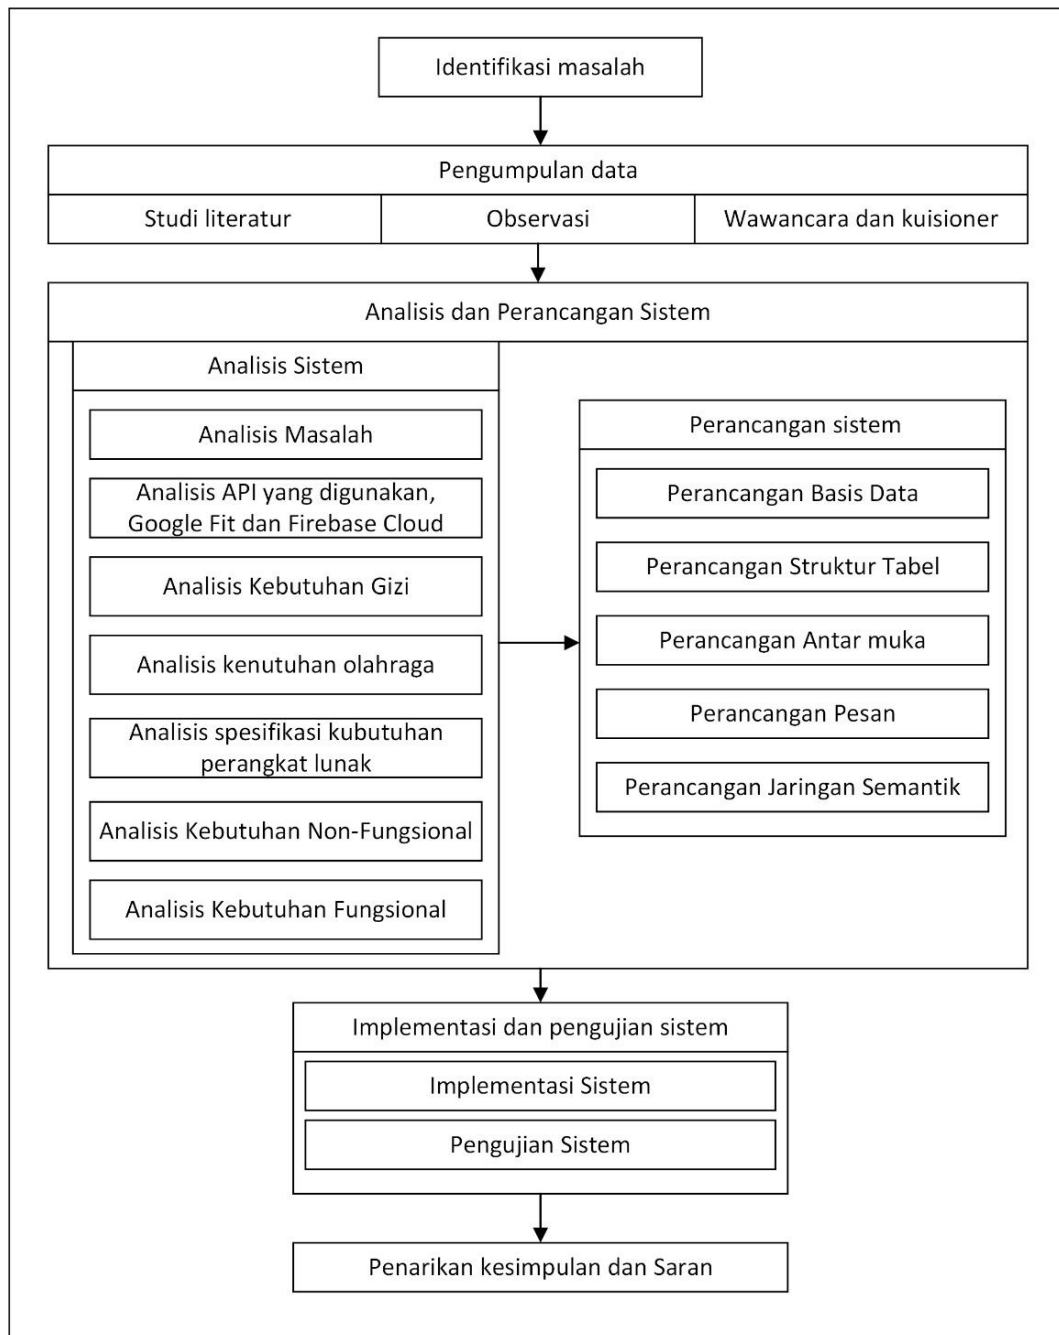 Identifikasi masalah
Pengumpulan data
Studi literatur
Observasi
Wawancara dan kuisioner
Analisis dan Perancangan Sistem
Analisis Sistem
Analisis Masalah
Analisis API yang digunakan,
Google Fit dan Firebase Cloud
Analisis Kebutuhan Gizi
Analisis kenutuhan olahraga
Analisis spesifikasi kubutuhan
perangkat lunak
Analisis Kebutuhan Non-Fungsional
Analisis Kebutuhan Fungsional
Perancangan sistem
Perancangan Basis Data
Perancangan Struktur Tabel
Perancangan Antar muka
Perancangan Pesan
Perancangan Jaringan Semantik
Implementasi dan pengujian sistem
Implementasi Sistem
Pengujian Sistem
Penarikan kesimpulan dan Saran